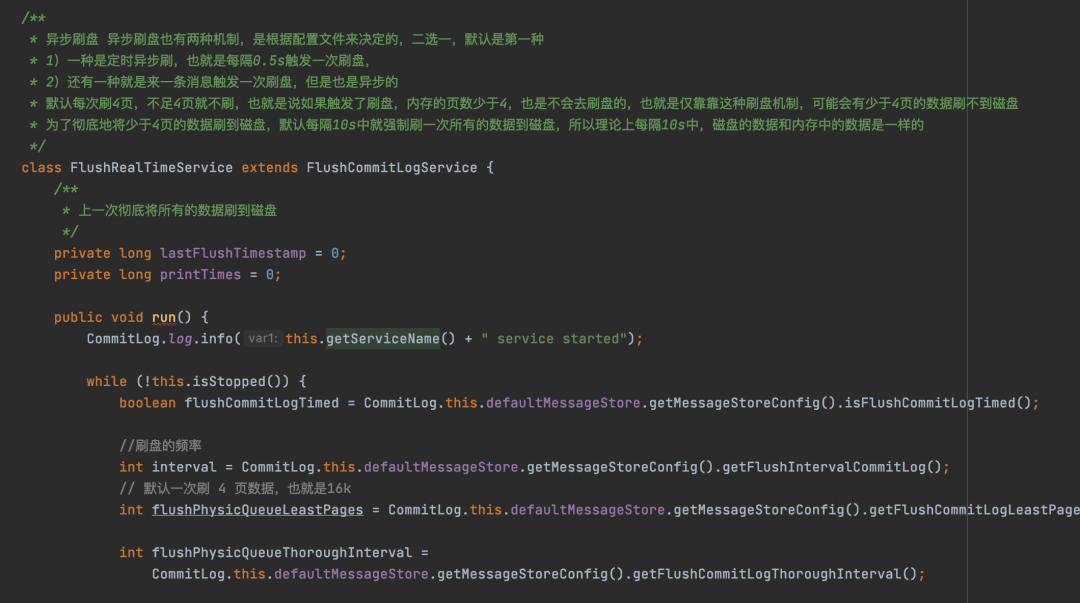 /**
 * 异步刷盘 异步刷盘也有两种机制，是根据配置文件来决定的，二选一，默认是第一种
 * 1）一种是定时异步刷，也就是每隔0.5s触发一次刷盘，
 * 2）还有一种就是来一条消息触发一次刷盘，但是也是异步的
 * 默认每次刷4页，不足4页就不刷，也就是说如果触发了刷盘，内存的页数少于4，也是不会去刷盘的，也就是仅靠靠这种刷盘机制，可能会有少于4页的数据刷不到磁盘
 * 为了彻底地将少于4页的数据刷到磁盘，默认每隔10s中就强制刷一次所有的数据到磁盘，所以理论上每隔10s中，磁盘的数据和内存中的数据是一样的
 */
class FlushRealTimeService extends FlushCommitLogService {
    /**
     * 上一次彻底将所有的数据刷到磁盘
     */
    private long lastFlushTimestamp = 0;
    private long printTimes = 0;

    public void run() {
        CommitLog.log.info( var1: this.getServiceName() + " service started");

        while (!this.isStopped()) {
            boolean flushCommitLogTimed = CommitLog.this.defaultMessageStore.getMessageStoreConfig().isFlushCommitLogTimed();

            //刷盘的频率
            int interval = CommitLog.this.defaultMessageStore.getMessageStoreConfig().getFlushIntervalCommitLog();
            // 默认一次刷 4 页数据，也就是16k
            int flushPhysicQueueLeastPages = CommitLog.this.defaultMessageStore.getMessageStoreConfig().getFlushCommitLogLeastPage

            int flushPhysicQueueThoroughInterval =
                CommitLog.this.defaultMessageStore.getMessageStoreConfig().getFlushCommitLogThoroughInterval();